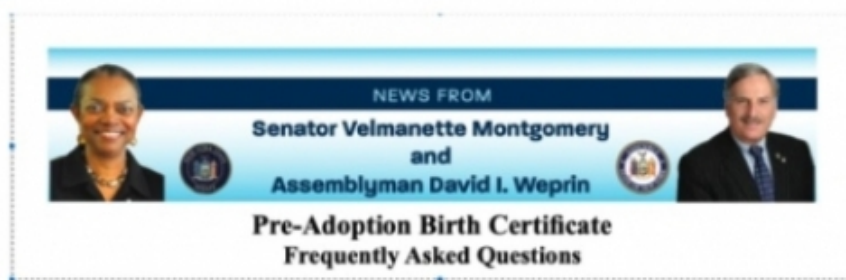 NEWS FROM
Senator Velmanette Montgomery
and
Assemblyman David I. Weprin
Pre-Adoption Birth Certificate
Frequently Asked Questions